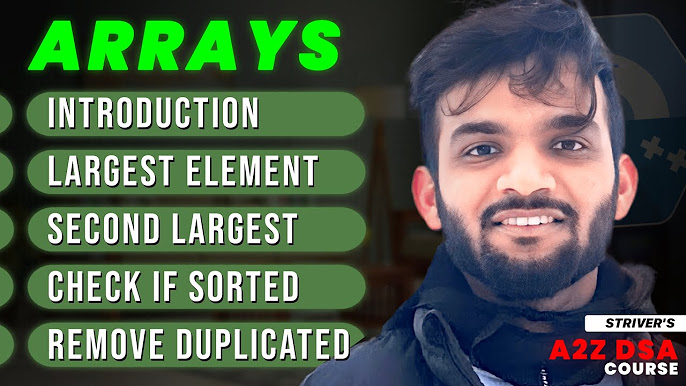 ARRAYS
INTRODUCTION
LARGEST ELEMENT
SECOND LARGEST
CHECK IF SORTED
REMOVE DUPLICATED
STRIVER'S
A2Z DSA
COURSE
++